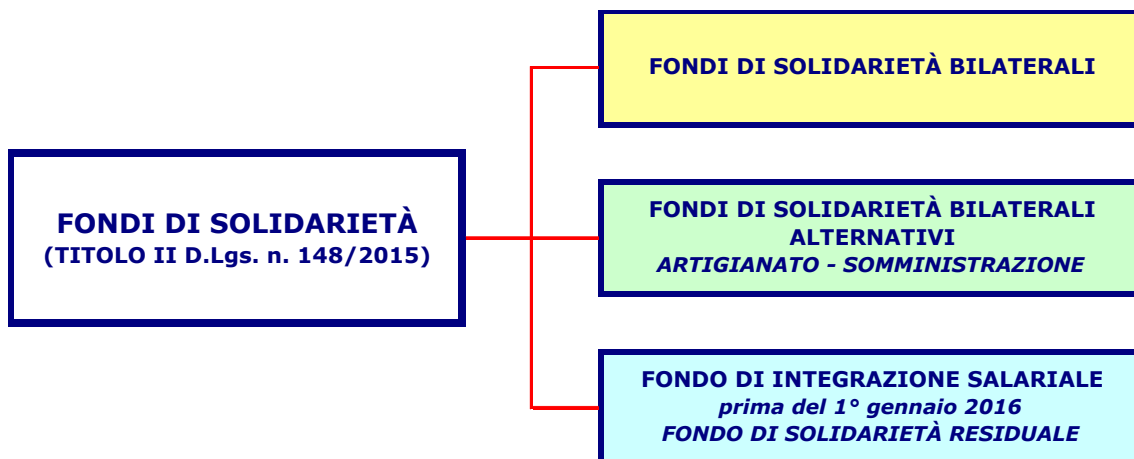 FONDI DI SOLIDARIETÀ BILATERALI
FONDI DI SOLIDARIETÀ
(TITOLO II D.Lgs. n. 148/2015)
FONDI DI SOLIDARIETÀ BILATERALI
ALTERNATIVI
ARTIGIANATO - SOMMINISTRAZIONE
FONDO DI INTEGRAZIONE SALARIALE
prima del 1° gennaio 2016
FONDO DI SOLIDARIETÀ RESIDUALE